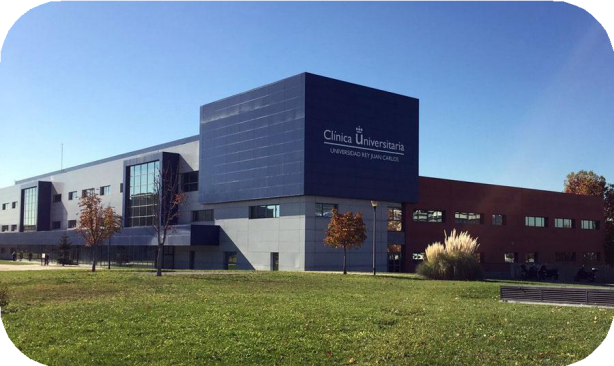 Clínica Universitaria
UNIVERSIDAD REY JUAN CARLOS